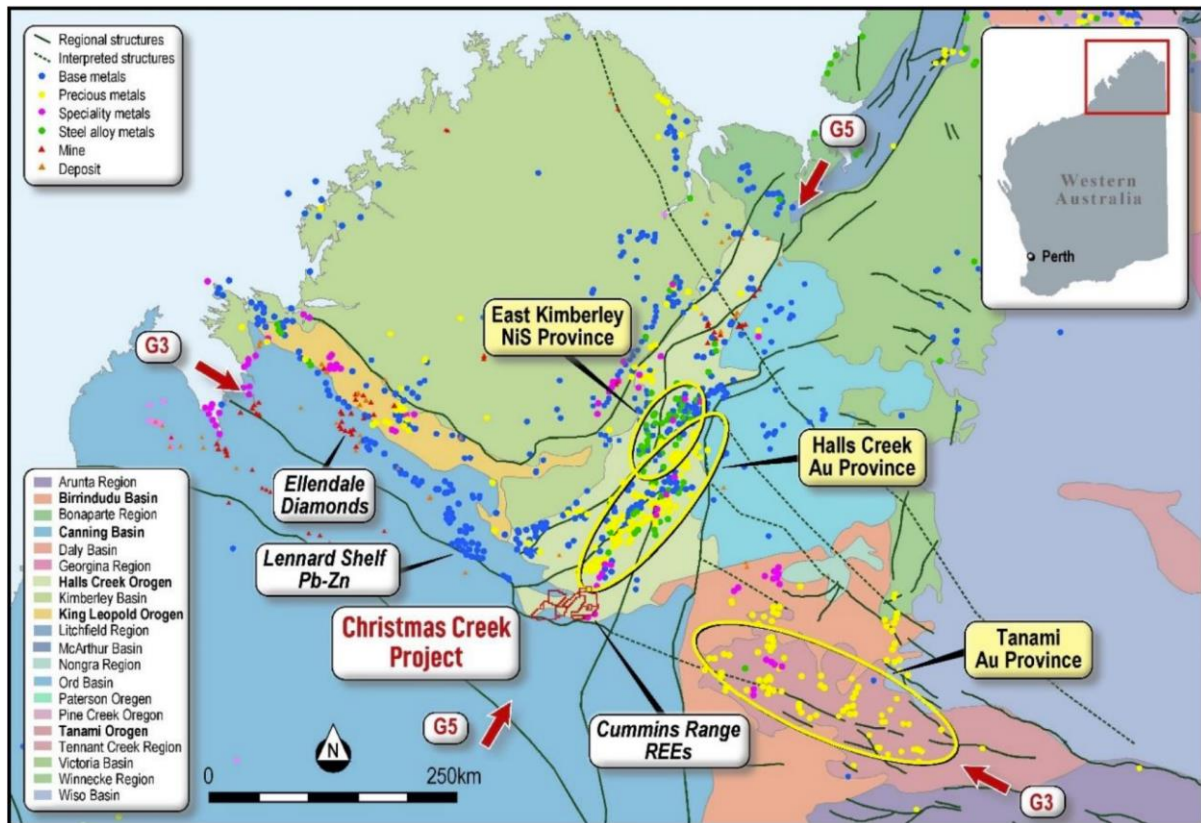 Regional structures
Interpreted structures
Base metals
Precious metals
Speciality metals
Steel alloy metals
Mine
Deposit
G5
Western
Australia
Perth
East Kimberley
NiS Province
G3
Halls Creek
Au Province
Ellendale
Diamonds
Lennard Shelf
Pb-Zn
Christmas Creek
Project
Tanami
Au Province
Cummins Range
REEs
G5
G3
N
0
250km
Arunta Region
Birrindudu Basin
Bonaparte Region
Canning Basin
Daly Basin
Georgina Region
Halls Creek Orogen
Kimberley Basin
King Leopold Orogen
Litchfield Region
McArthur Basin
Nongra Region
Ord Basin
Paterson Oregen
Pine Creek Oregon
Tanami Orogen
Tennant Creek Region
Victoria Basin
Winnecke Region
Wiso Basin